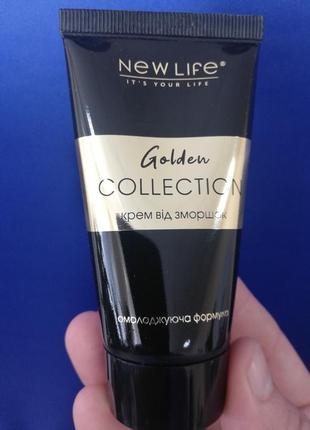 NEW LIFE®
IT'S YOUR LIFE
Golden
COLLECTION
крем від зморшок
омолоджуюча формула